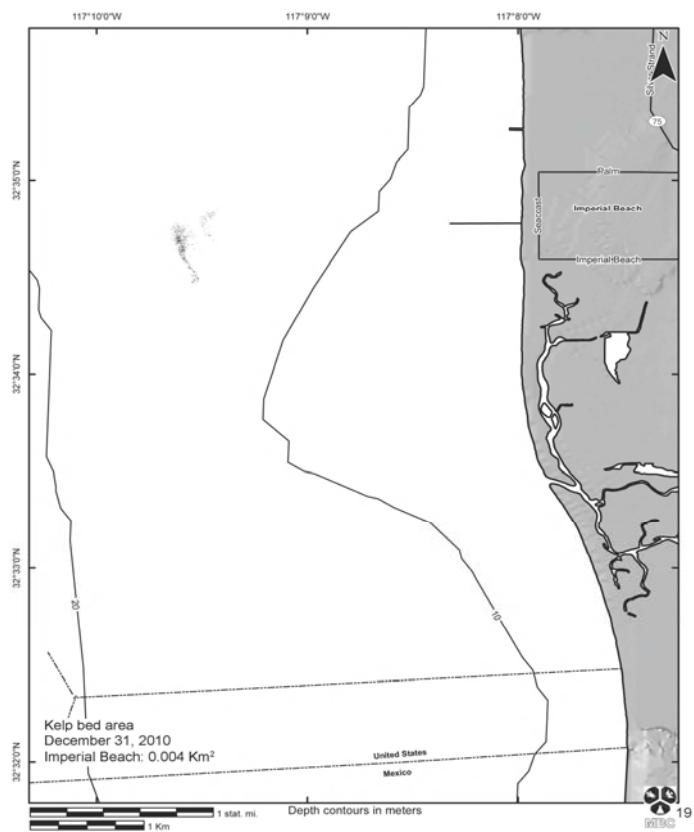 117°10'0"W
117°9'0"W
117°8'0"W
N
Silver Strand
75
32°35'0"N
Palm
Seacoast
Imperial Beach
Imperial Beach
32°34'0"N
32°33'0"N
20
10
Kelp bed area
December 31, 2010
Imperial Beach: 0.004 Km²
United States
Mexico
32°32'0"N
1 stat. mi.
1 Km
Depth contours in meters
MBC
19